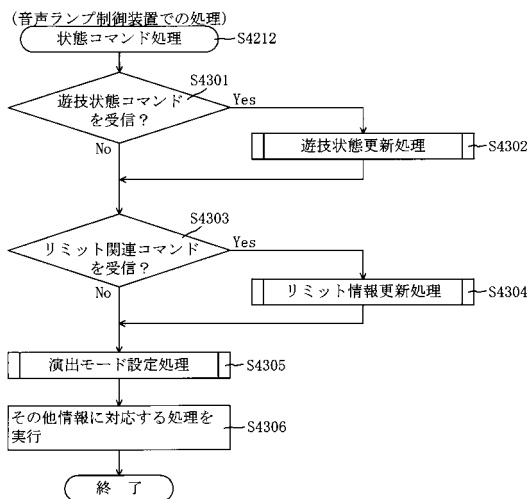 (音声ランプ制御装置での処理)
状態コマンド処理
S4212
S4301
遊技状態コマンド
を受信？
Yes
No
遊技状態更新処理
S4302
S4303
リミット関連コマンド
を受信？
Yes
No
リミット情報更新処理
S4304
演出モード設定処理
S4305
その他情報に対応する処理を
実行
S4306
終 了